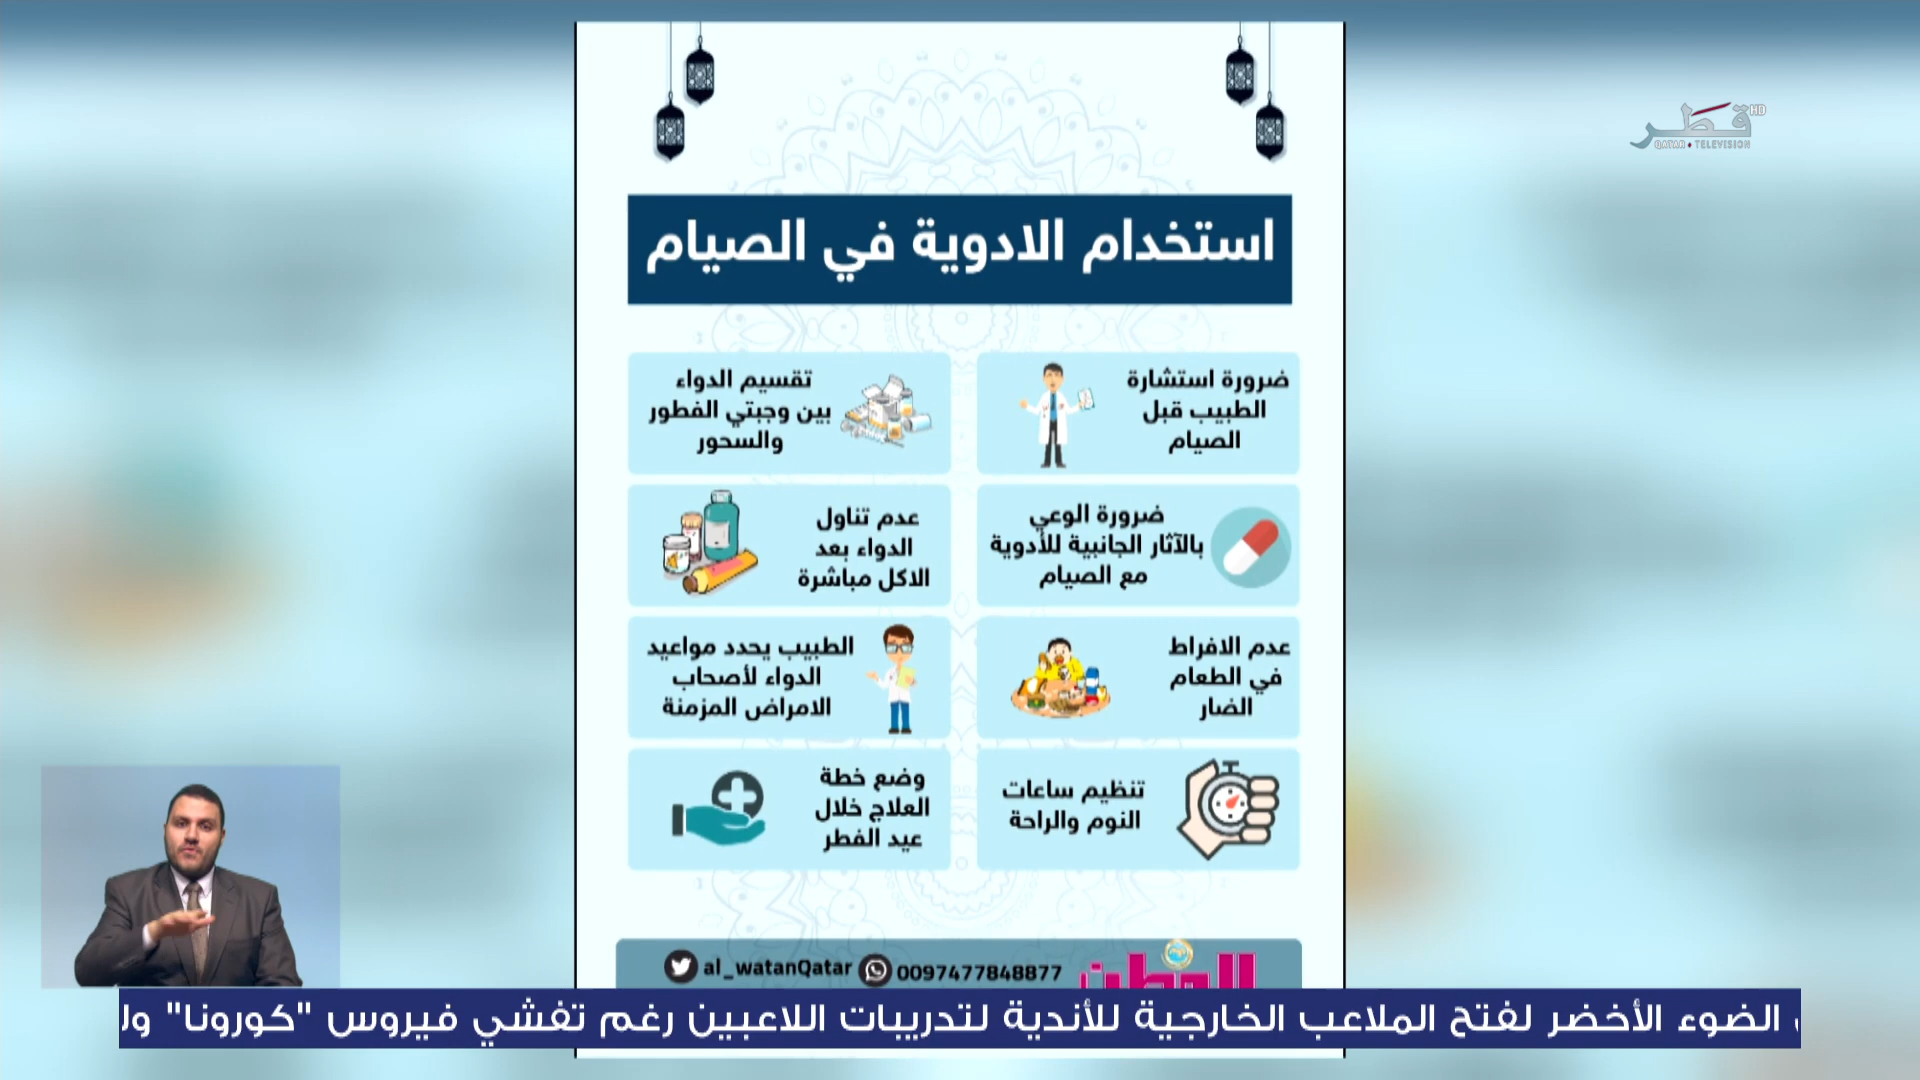 قطر HD
QATAR TELEVISION
استخدام الادوية في الصيام
ضرورة استشارة
الطبيب قبل
الصيام
تقسيم الدواء
بين وجبتي الفطور
والسحور
ضرورة الوعي
بالآثار الجانبية للأدوية
مع الصيام
عدم تناول
الدواء بعد
الاكل مباشرة
عدم الافراط
في الطعام
الضار
الطبيب يحدد مواعيد
الدواء لأصحاب
الامراض المزمنة
تنظيم ساعات
النوم والراحة
وضع خطة
العلاج خلال
عيد الفطر
الوطن
0097477848877
al_watanQatar
الضوء الأخضر لفتح الملاعب الخارجية للأندية لتدريبات اللاعبين رغم تفشي فيروس "كورونا"